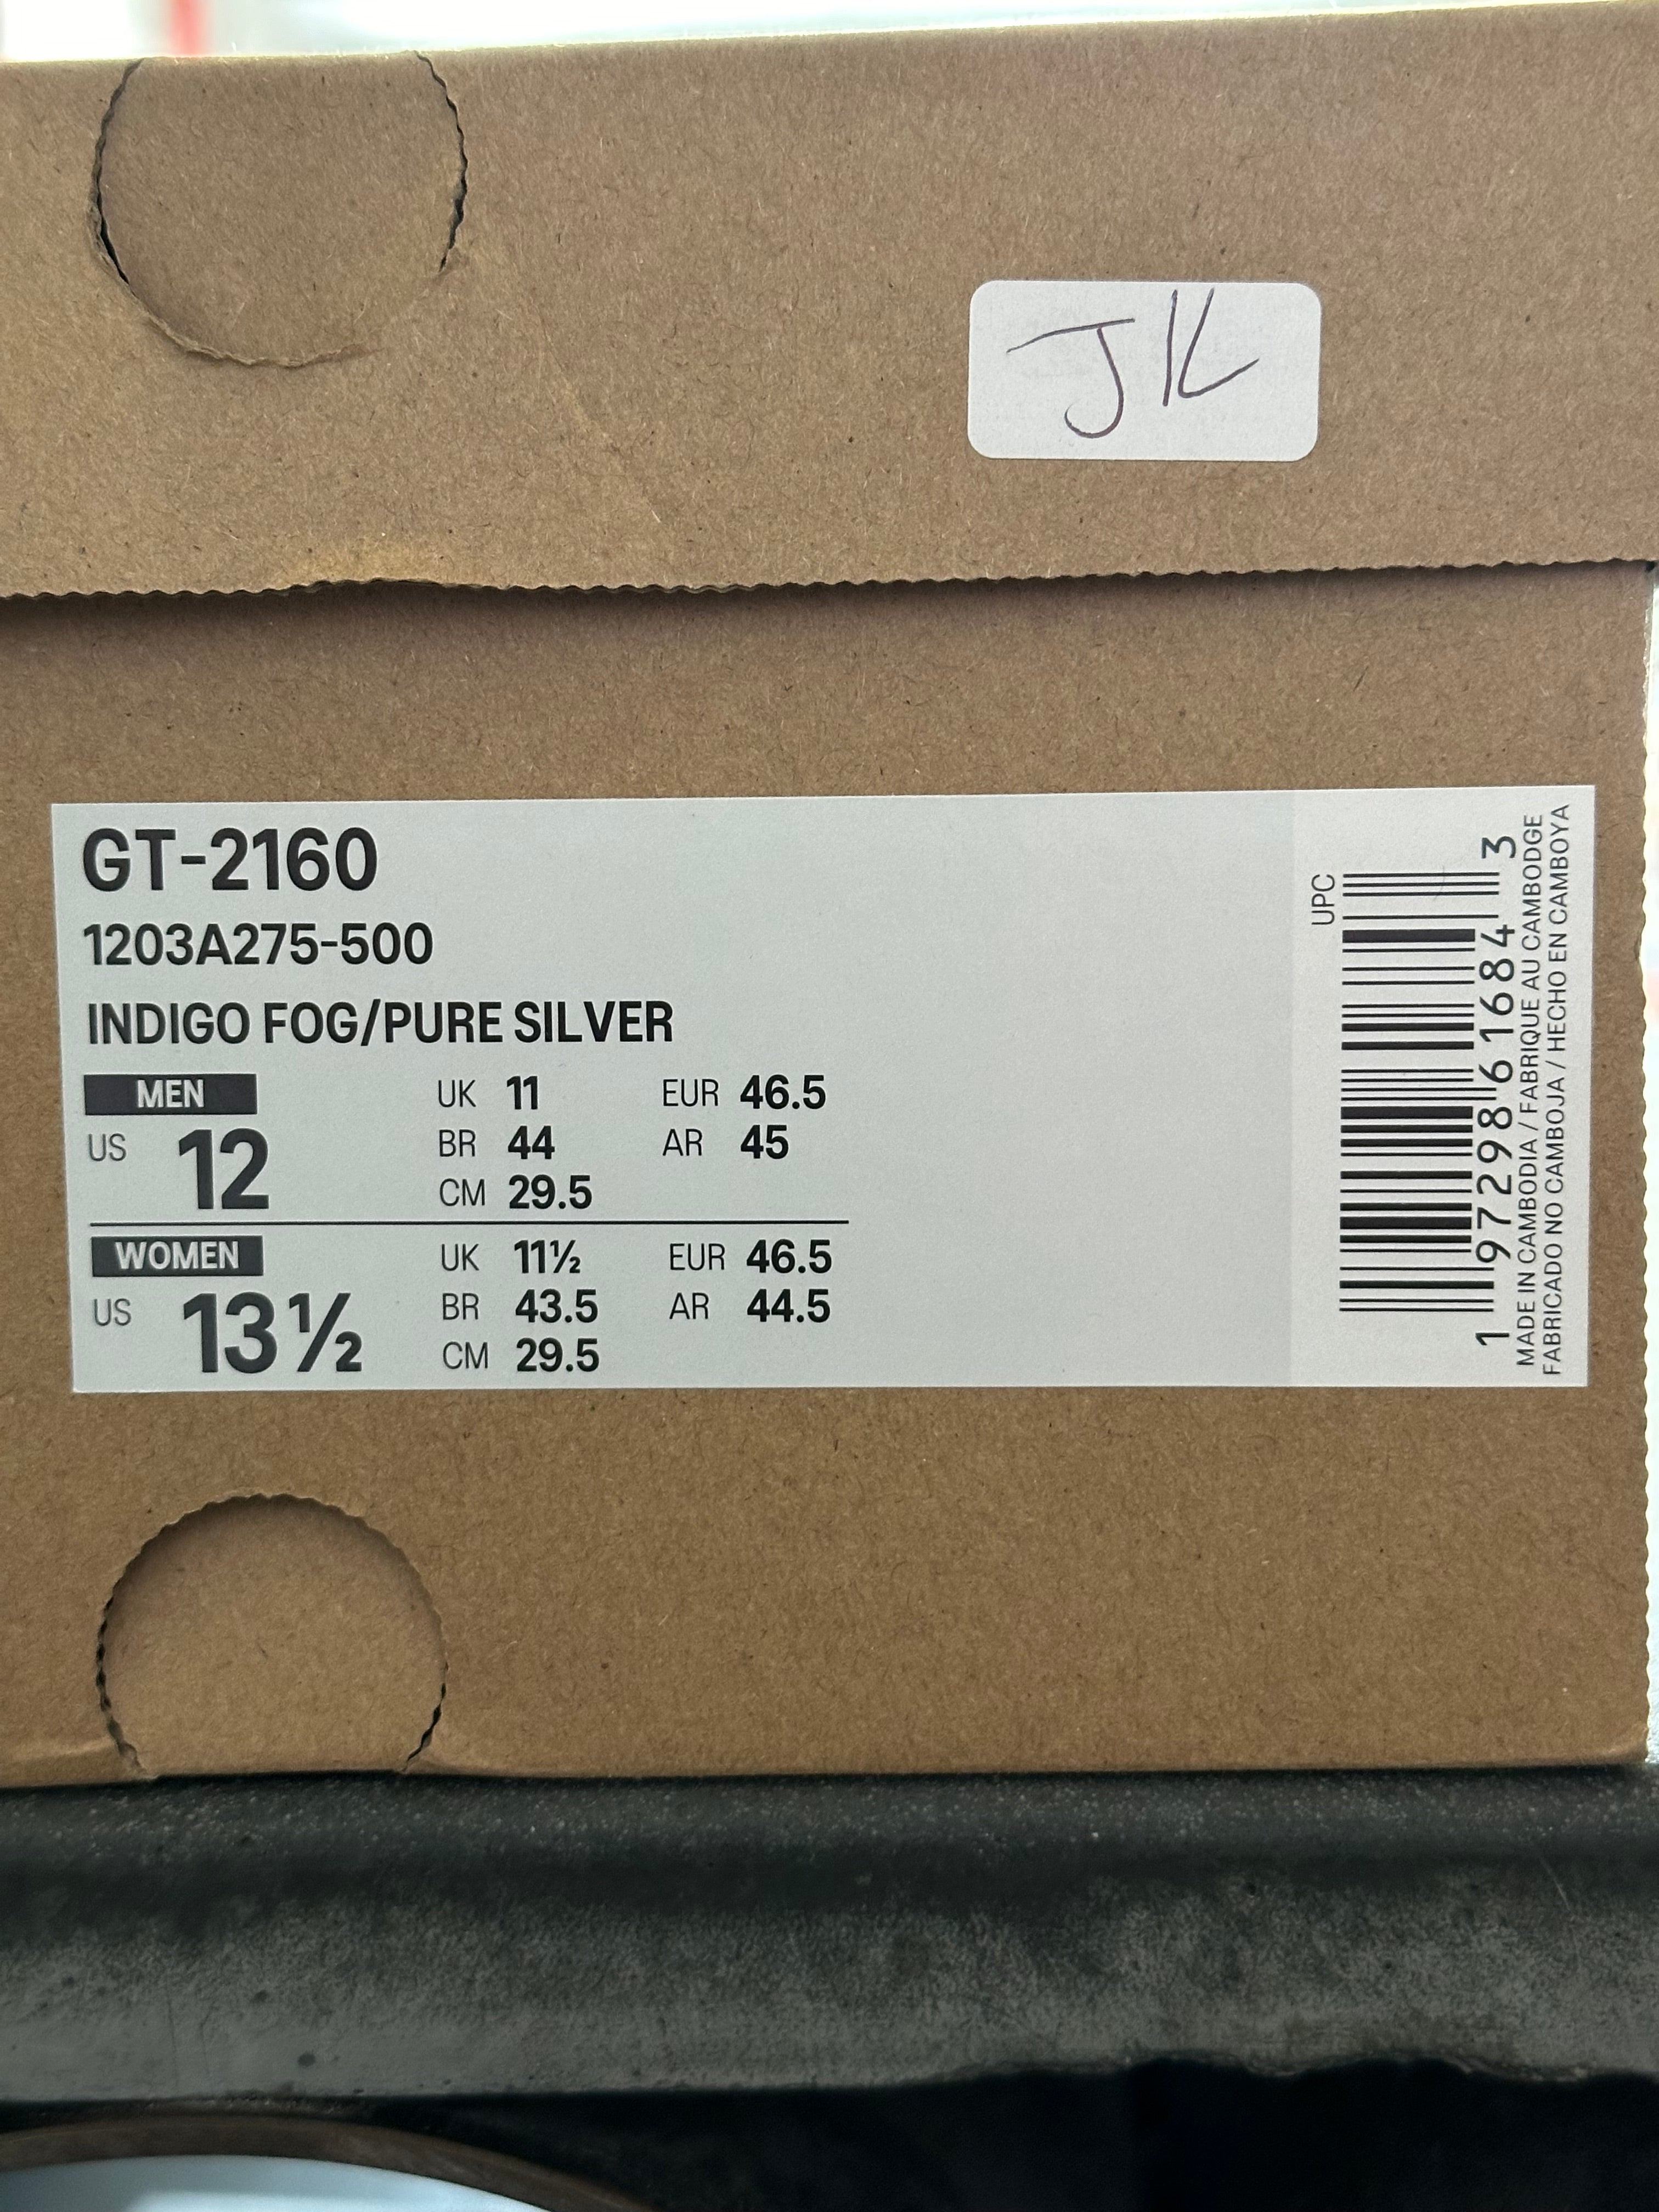 JK
GT-2160
1203A275-500
INDIGO FOG/PURE SILVER
MEN UK 11 EUR 46.5
US 12 BR 44 AR 45
CM 29.5
WOMEN UK 11½ EUR 46.5
US 13½ BR 43.5 AR 44.5
CM 29.5
UPC
1 97298 61684 3
MADE IN CAMBODIA / FABRIQUE AU CAMBODGE
FABRICADO NO CAMBOJA / HECHO EN CAMBOYA